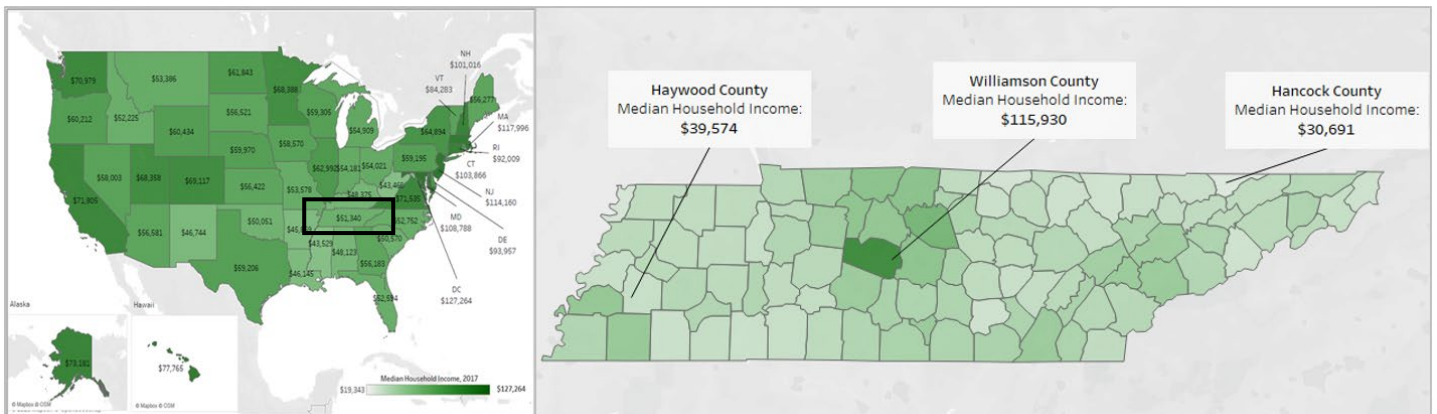 NH
$101,016
VT
$84,283
$70,979
$53,386
$61,843
$68,388
$56,277
$60,212
$52,225
$56,521
$59,305
$54,909
$64,894
MA
$117,996
$60,434
$58,570
$59,195
RI
$92,009
$59,970
$62,992
$54,181
$54,021
CT
$103,866
$58,003
$68,358
$69,117
$56,422
$53,578
$48,375
$71,535
NJ
$114,160
$71,805
$51,340
$52,752
MD
$108,788
$56,581
$46,744
$50,051
$43,529
$48,123
$56,183
DE
$93,957
$59,206
$46,145
$52,594
DC
$127,264
Alaska
Hawaii
$73,181
$77,765
Median Household Income, 2017
$19,343
$127,264
© Mapbox © OSM
© Mapbox © OSM
Haywood County
Median Household Income:
$39,574
Williamson County
Median Household Income:
$115,930
Hancock County
Median Household Income:
$30,691